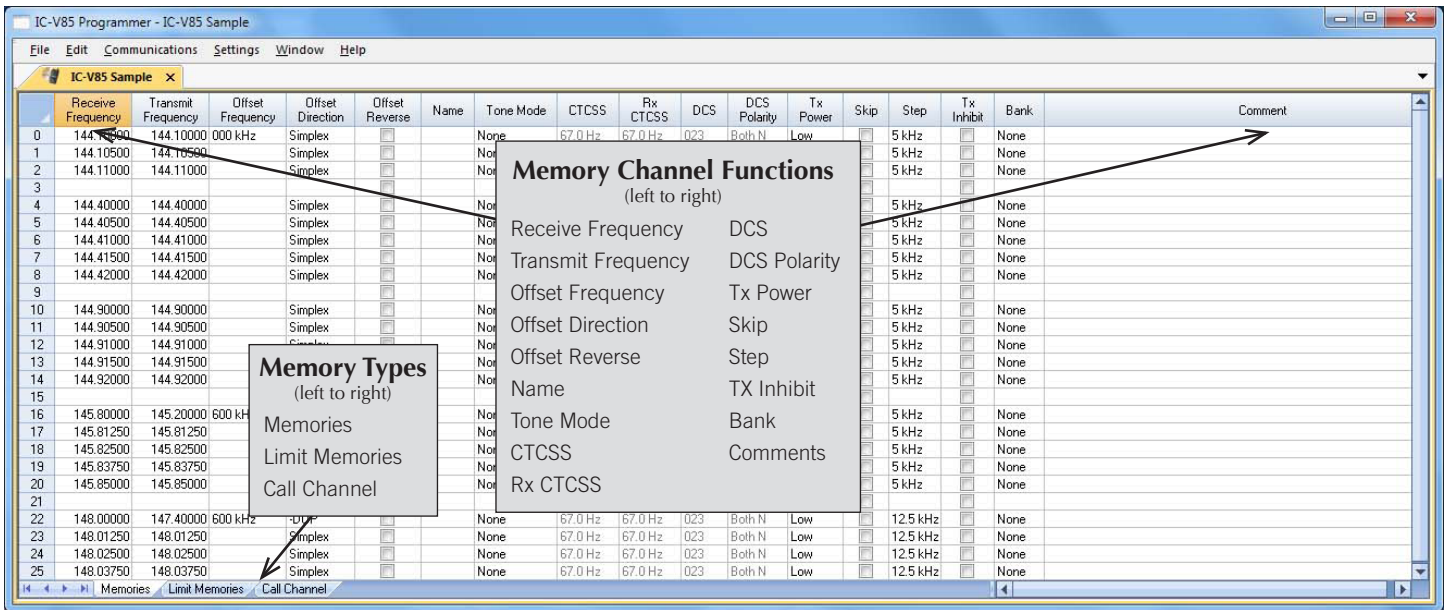 IC-V85 Programmer - IC-V85 Sample
File Edit Communications Settings Window Help
IC-V85 Sample x
Receive Frequency Transmit Frequency Offset Frequency Offset Direction Offset Reverse Name Tone Mode CTCSS Rx CTCSS DCS DCS Polarity Tx Power Skip Step Tx Inhibit Bank Comment
0 144.10000 000 kHz Simplex None 67.0 Hz 67.0 Hz 023 Both N Low 5 kHz None
1 144.10500 144.10500 Simplex 5 kHz None
2 144.11000 144.11000 Simplex 5 kHz None
3
4 144.40000 144.40000 Simplex 5 kHz None
5 144.40500 144.40500 Simplex 5 kHz None
6 144.41000 144.41000 Simplex 5 kHz None
7 144.41500 144.41500 Simplex 5 kHz None
8 144.42000 144.42000 Simplex 5 kHz None
9
10 144.90000 144.90000 Simplex 5 kHz None
11 144.90500 144.90500 Simplex 5 kHz None
12 144.91000 144.91000 5 kHz None
13 144.91500 144.91500 5 kHz None
14 144.92000 144.92000 5 kHz None
15
16 145.80000 145.20000 600 kH 5 kHz None
17 145.81250 145.81250 5 kHz None
18 145.82500 145.82500 5 kHz None
19 145.83750 145.83750 5 kHz None
20 145.85000 145.85000 5 kHz None
21
22 148.00000 147.40000 600 kHz -DUP None 67.0 Hz 67.0 Hz 023 Both N Low 12.5 kHz None
23 148.01250 148.01250 Simplex None 67.0 Hz 67.0 Hz 023 Both N Low 12.5 kHz None
24 148.02500 148.02500 Simplex None 67.0 Hz 67.0 Hz 023 Both N Low 12.5 kHz None
25 148.03750 148.03750 Simplex None 67.0 Hz 67.0 Hz 023 Both N Low 12.5 kHz None
Memories Limit Memories Call Channel
Memory Types
(left to right)
Memories
Limit Memories
Call Channel
Memory Channel Functions
(left to right)
Receive Frequency
Transmit Frequency
Offset Frequency
Offset Direction
Offset Reverse
Name
Tone Mode
CTCSS
Rx CTCSS
DCS
DCS Polarity
Tx Power
Skip
Step
TX Inhibit
Bank
Comments